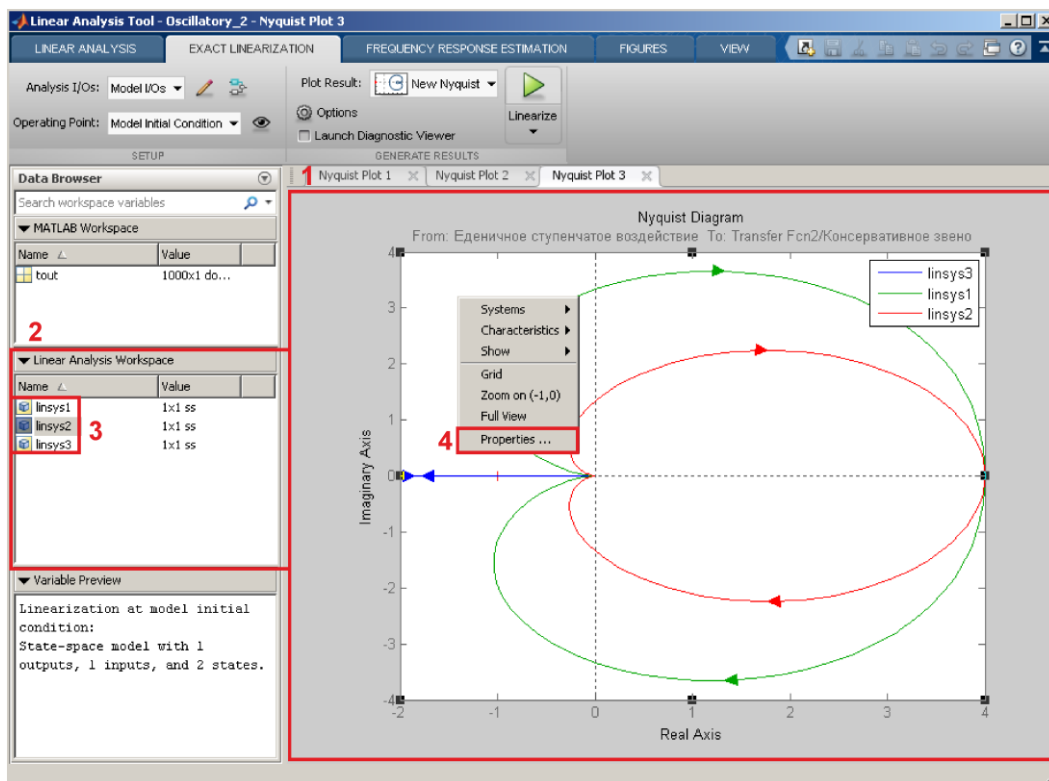 Linear Analysis Tool - Oscillatory_2 - Nyquist Plot 3
LINEAR ANALYSIS EXACT LINEARIZATION FREQUENCY RESPONSE ESTIMATION FIGURES VIEW
Analysis I/Os: Model I/Os
Operating Point: Model Initial Condition
SETUP
Plot Result: New Nyquist
Options
Launch Diagnostic Viewer
Linearize
GENERATE RESULTS
Data Browser
Search workspace variables
MATLAB Workspace
Name Value
tout 1000x1 do...
2
Linear Analysis Workspace
Name Value
linsys1 1x1 ss
linsys2 1x1 ss
linsys3 1x1 ss
3
Variable Preview
Linearization at model initial
condition:
State-space model with 1
outputs, 1 inputs, and 2 states.
1
Nyquist Plot 1 Nyquist Plot 2 Nyquist Plot 3
Nyquist Diagram
From: Еденичное ступенчатое воздействие To: Transfer Fcn2/Консервативное звено
linsys3
linsys1
linsys2
Systems
Characteristics
Show
Grid
Zoom on (-1,0)
Full View
4 Properties ...
Imaginary Axis
4
3
2
1
0
-1
-2
-3
-4
-2 -1 0 1 2 3 4
Real Axis